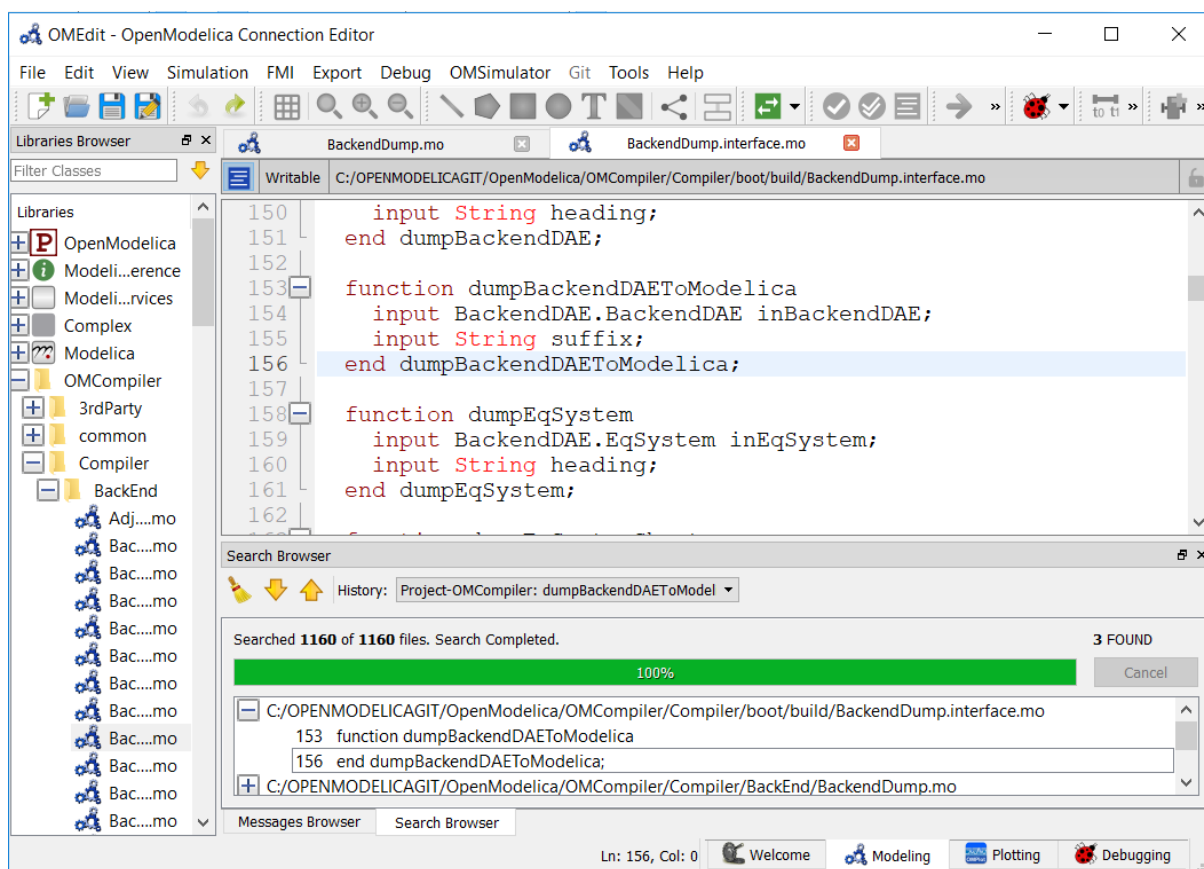 OMEdit - OpenModelica Connection Editor
File Edit View Simulation FMI Export Debug OMSimulator Git Tools Help
T » to t1 » »
Libraries Browser
BackendDump.mo BackendDump.interface.mo
Filter Classes
Writable C:/OPENMODELICAGIT/OpenModelica/OMCompiler/Compiler/boot/build/BackendDump.interface.mo
Libraries
P OpenModelica
i Modeli...erence
Modeli...rvices
Complex
Modelica
OMCompiler
3rdParty
common
Compiler
BackEnd
Adj....mo
Bac....mo
Bac....mo
Bac....mo
Bac....mo
Bac....mo
Bac....mo
Bac....mo
Bac....mo
Bac....mo
Bac....mo
Bac....mo
150 input String heading;
151 end dumpBackendDAE;
152
153 function dumpBackendDAEToModelica
154 input BackendDAE.BackendDAE inBackendDAE;
155 input String suffix;
156 end dumpBackendDAEToModelica;
157
158 function dumpEqSystem
159 input BackendDAE.EqSystem inEqSystem;
160 input String heading;
161 end dumpEqSystem;
162
Search Browser
History: Project-OMCompiler: dumpBackendDAEToModel
Searched 1160 of 1160 files. Search Completed. 3 FOUND
100% Cancel
C:/OPENMODELICAGIT/OpenModelica/OMCompiler/Compiler/boot/build/BackendDump.interface.mo
153 function dumpBackendDAEToModelica
156 end dumpBackendDAEToModelica;
C:/OPENMODELICAGIT/OpenModelica/OMCompiler/Compiler/BackEnd/BackendDump.mo
Messages Browser Search Browser
Ln: 156, Col: 0 Welcome Modeling Plotting Debugging